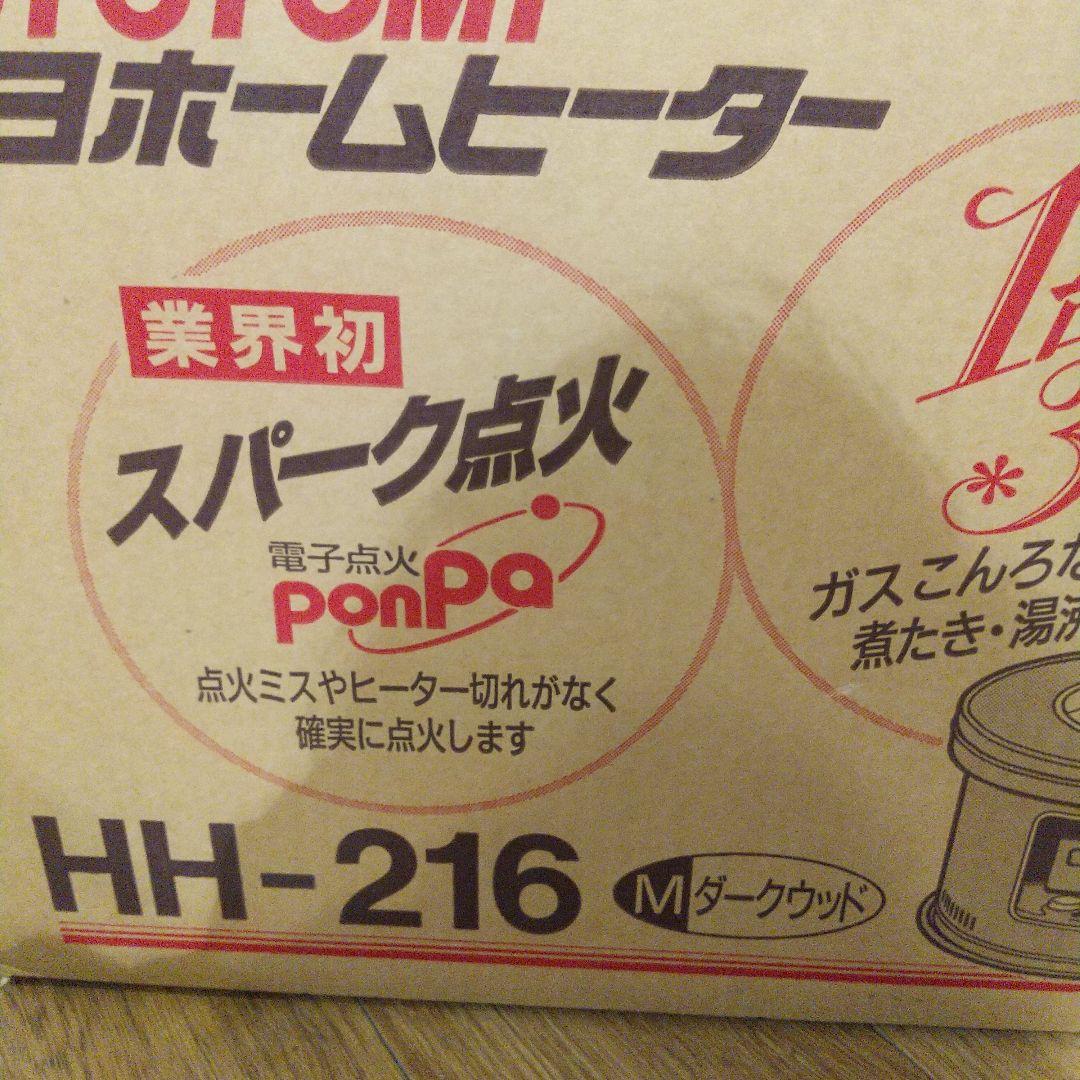 TOYOTOMI
ヨホームヒーター
業界初
スパーク点火
電子点火
ponpa
点火ミスやヒーター切れがなく
確実に点火します
1
*3
ガスこんろな
煮たき・湯沸
HH-216
M ダークウッド